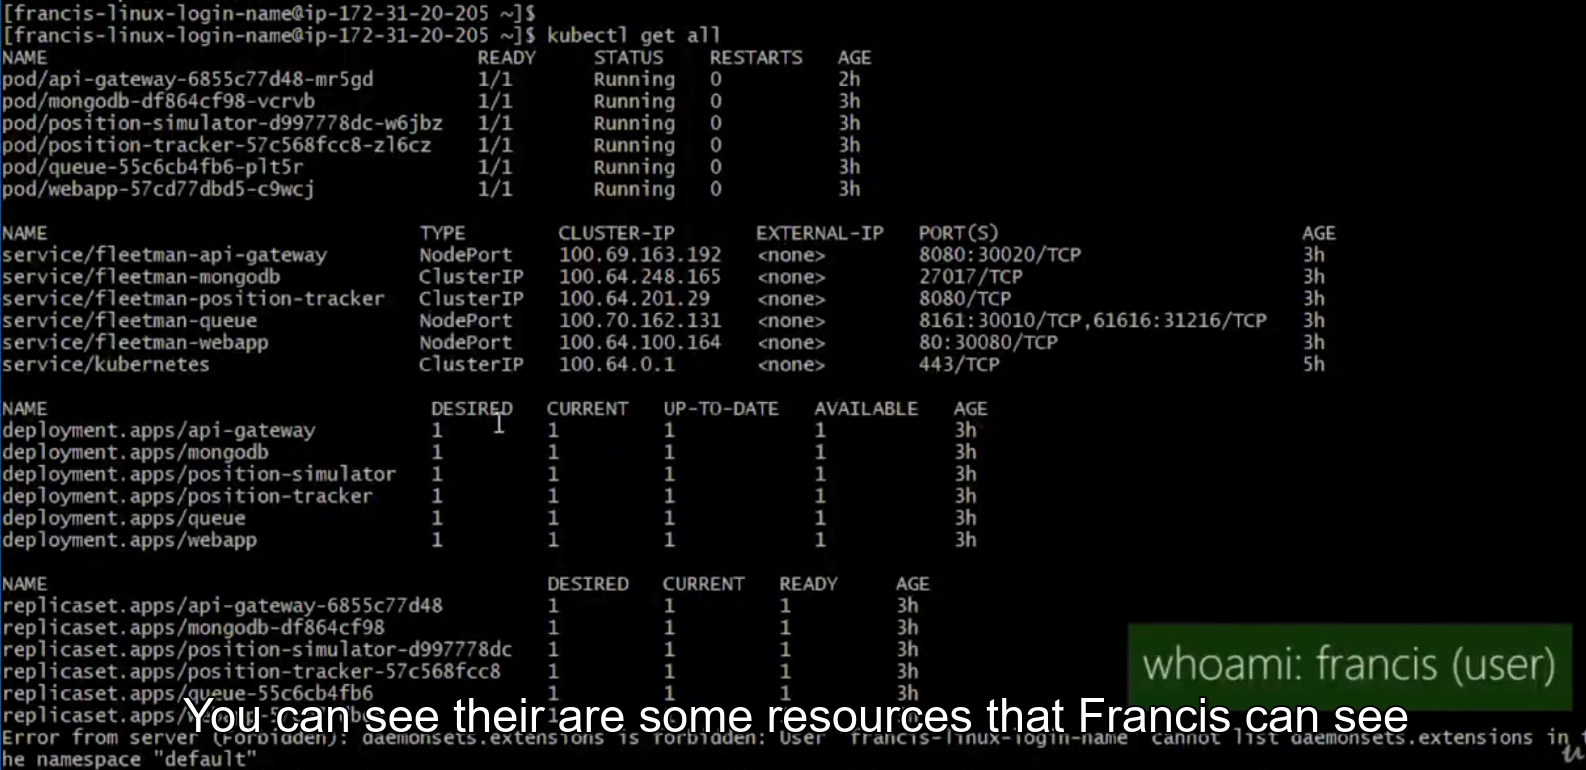 [francis-linux-login-name@ip-172-31-20-205 ~]$
[francis-linux-login-name@ip-172-31-20-205 ~]$ kubectl get all
NAME READY STATUS RESTARTS AGE
pod/api-gateway-6855c77d48-mr5gd 1/1 Running 0 2h
pod/mongodb-df864cf98-vcrvb 1/1 Running 0 3h
pod/position-simulator-d997778dc-w6jbz 1/1 Running 0 3h
pod/position-tracker-57c568fcc8-zl6cz 1/1 Running 0 3h
pod/queue-55c6cb4fb6-plt5r 1/1 Running 0 3h
pod/webapp-57cd77dbd5-c9wcj 1/1 Running 0 3h
NAME TYPE CLUSTER-IP EXTERNAL-IP PORT(S) AGE
service/fleetman-api-gateway NodePort 100.69.163.192 <none> 8080:30020/TCP 3h
service/fleetman-mongodb ClusterIP 100.64.248.165 <none> 27017/TCP 3h
service/fleetman-position-tracker ClusterIP 100.64.201.29 <none> 8080/TCP 3h
service/fleetman-queue NodePort 100.70.162.131 <none> 8161:30010/TCP,61616:31216/TCP 3h
service/fleetman-webapp NodePort 100.64.100.164 <none> 80:30080/TCP 3h
service/kubernetes ClusterIP 100.64.0.1 <none> 443/TCP 5h
NAME DESIRED CURRENT UP-TO-DATE AVAILABLE AGE
deployment.apps/api-gateway 1 1 1 1 3h
deployment.apps/mongodb 1 1 1 1 3h
deployment.apps/position-simulator 1 1 1 1 3h
deployment.apps/position-tracker 1 1 1 1 3h
deployment.apps/queue 1 1 1 1 3h
deployment.apps/webapp 1 1 1 1 3h
NAME DESIRED CURRENT READY AGE
replicaset.apps/api-gateway-6855c77d48 1 1 1 3h
replicaset.apps/mongodb-df864cf98 1 1 1 3h
replicaset.apps/position-simulator-d997778dc 1 1 1 3h
replicaset.apps/position-tracker-57c568fcc8 1 1 1 3h
replicaset.apps/queue-55c6cb4fb6 1 1 1 3h
whoami: francis (user)
You can see their are some resources that Francis can see
Error from server (Forbidden): daemonsets.extensions is forbidden: User "francis-linux-login-name" cannot list daemonsets.extensions in t
he namespace "default"